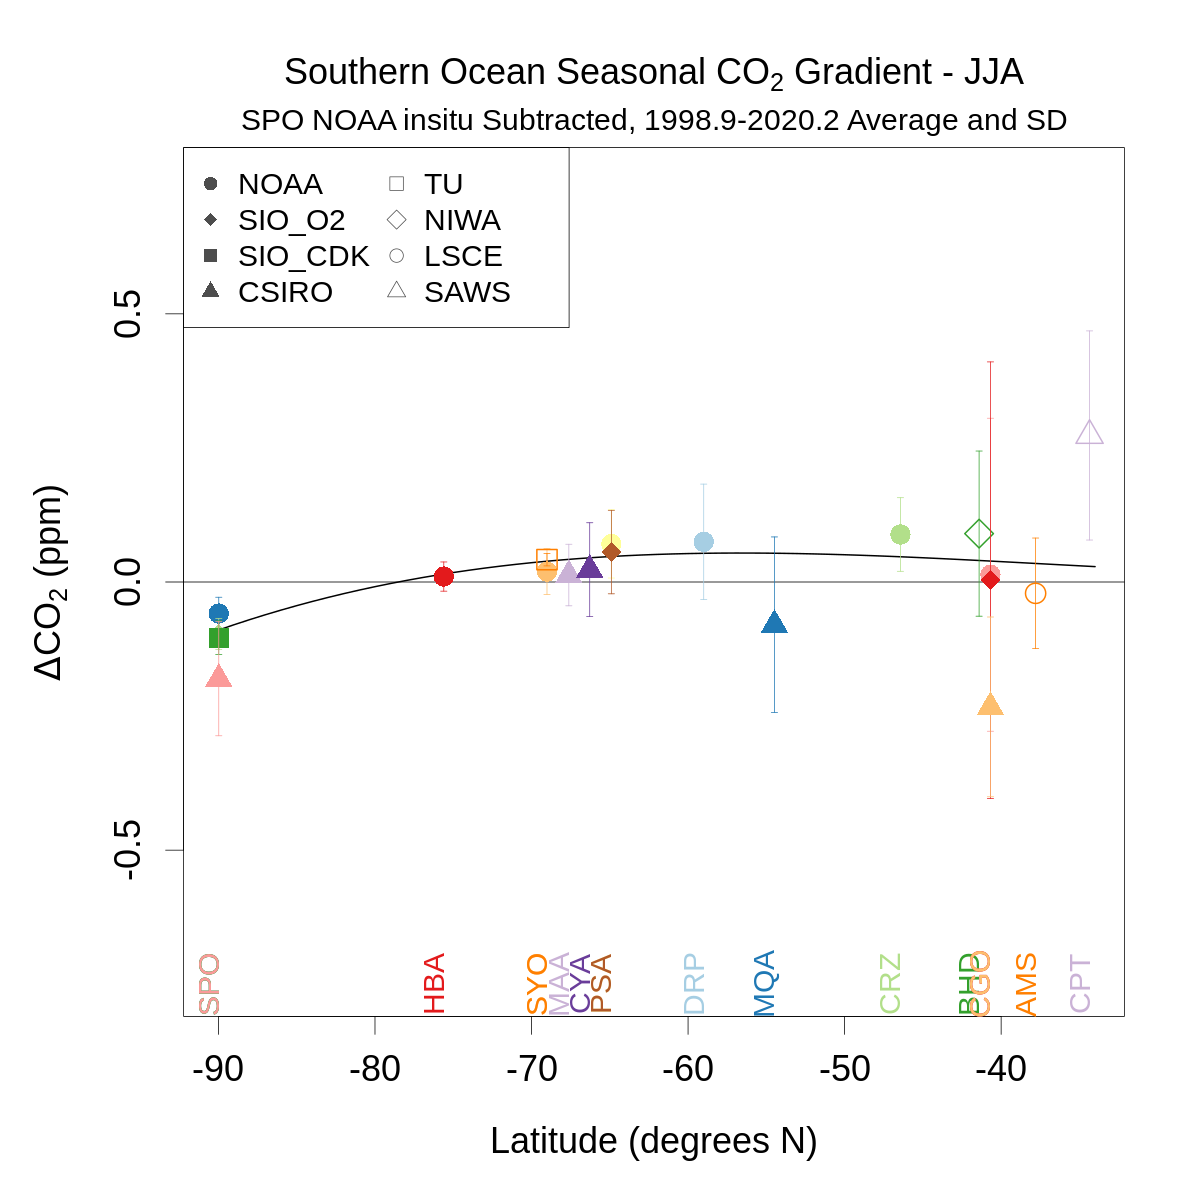 Southern Ocean Seasonal CO2 Gradient - JJA
SPO NOAA insitu Subtracted, 1998.9-2020.2 Average and SD
NOAA
SIO_O2
SIO_CDK
CSIRO
TU
NIWA
LSCE
SAWS
0.5
0.0
-0.5
ΔCO2 (ppm)
SPO
HBA
SYO
MAA
CYA
PSA
DRP
MQA
CRZ
BHD
CGO
AMS
CPT
-90
-80
-70
-60
-50
-40
Latitude (degrees N)